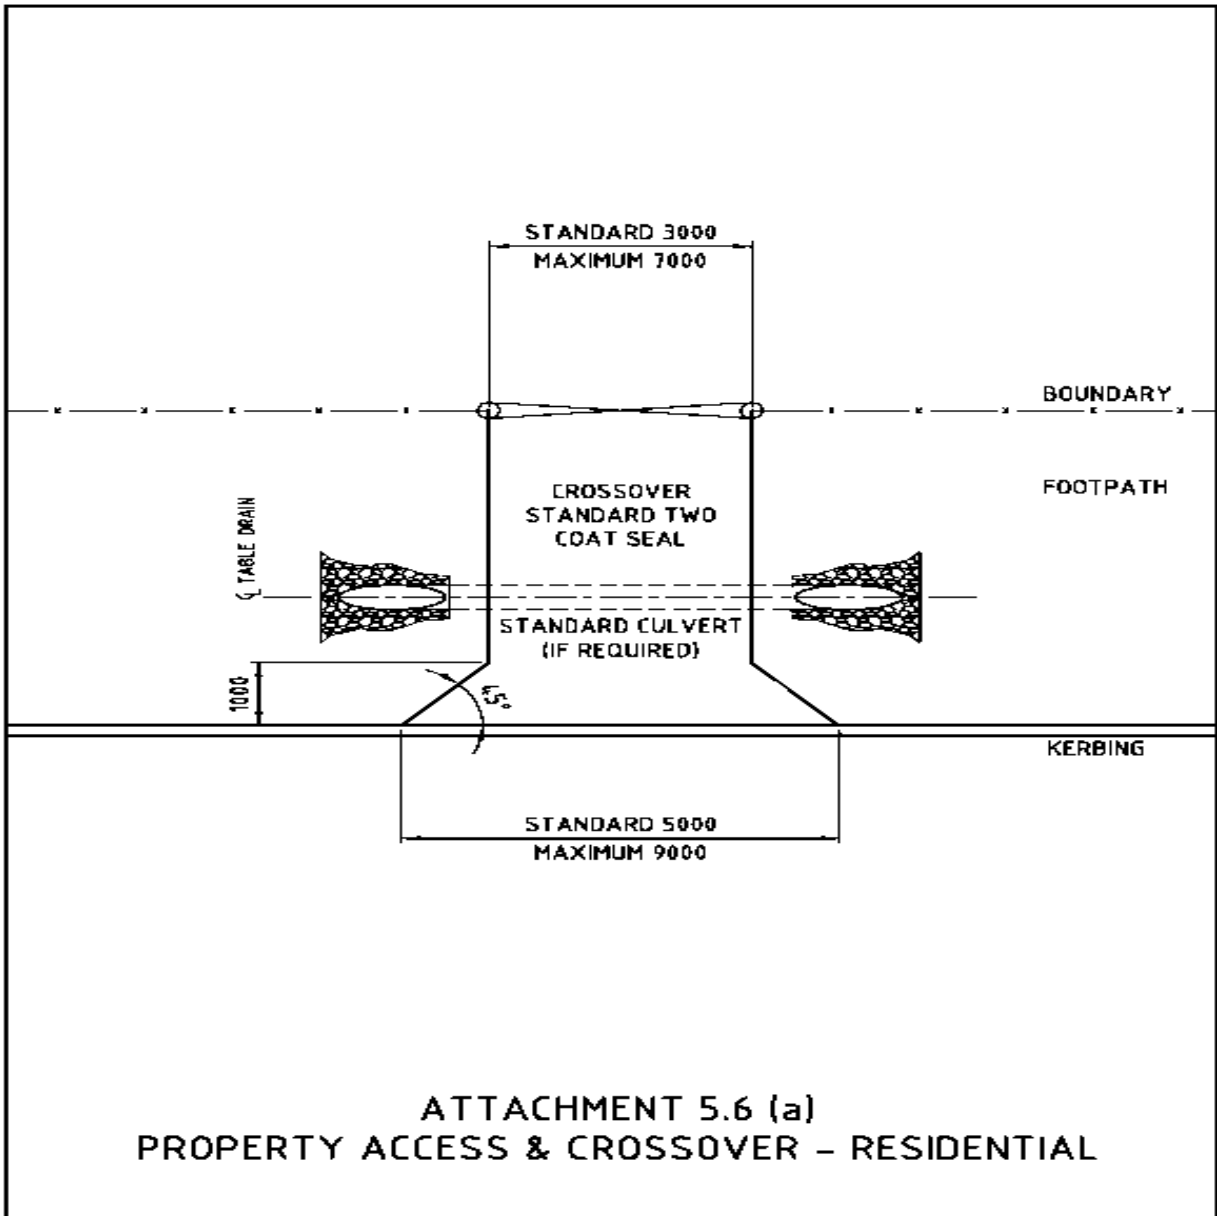 STANDARD 3000
MAXIMUM 7000
BOUNDARY
FOOTPATH
CROSSOVER
STANDARD TWO
COAT SEAL
℄ TABLE DRAIN
STANDARD CULVERT
(IF REQUIRED)
1000
45°
KERBING
STANDARD 5000
MAXIMUM 9000
ATTACHMENT 5.6 (a)
PROPERTY ACCESS & CROSSOVER – RESIDENTIAL